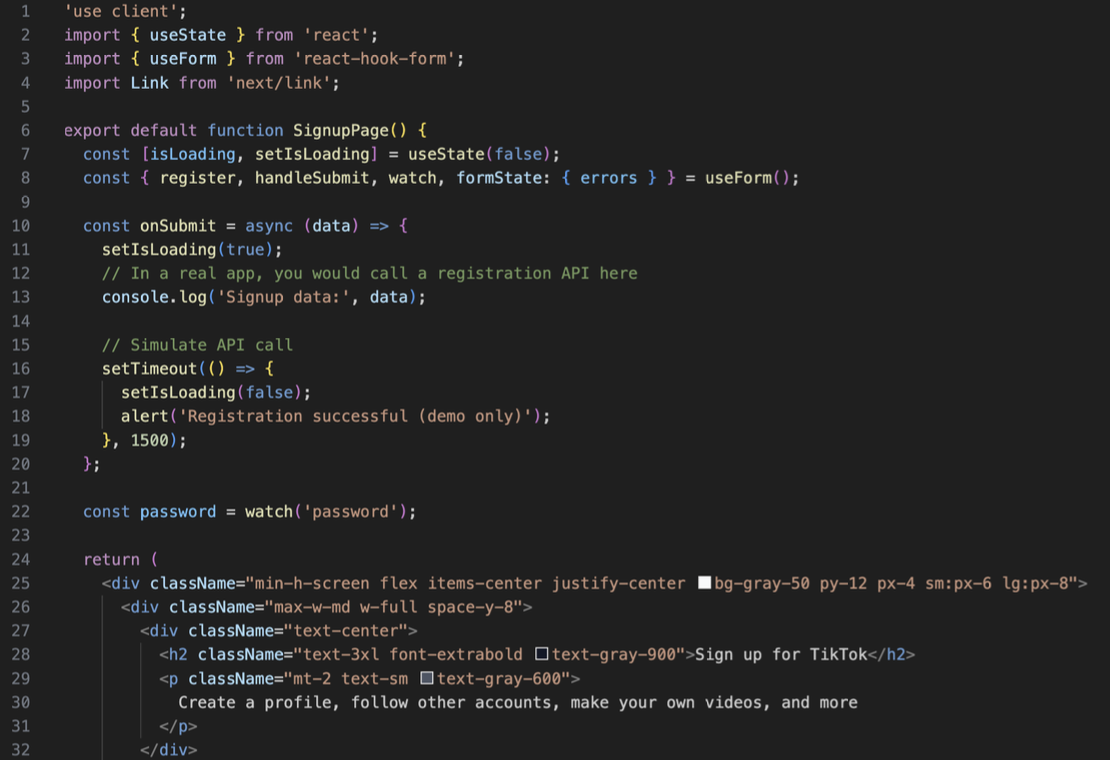 1 'use client';
2 import { useState } from 'react';
3 import { useForm } from 'react-hook-form';
4 import Link from 'next/link';
5
6 export default function SignupPage() {
7   const [isLoading, setIsLoading] = useState(false);
8   const { register, handleSubmit, watch, formState: { errors } } = useForm();
9
10   const onSubmit = async (data) => {
11     setIsLoading(true);
12     // In a real app, you would call a registration API here
13     console.log('Signup data:', data);
14
15     // Simulate API call
16     setTimeout(() => {
17       setIsLoading(false);
18       alert('Registration successful (demo only)');
19     }, 1500);
20   };
21
22   const password = watch('password');
23
24   return (
25     <div className="min-h-screen flex items-center justify-center bg-gray-50 py-12 px-4 sm:px-6 lg:px-8">
26       <div className="max-w-md w-full space-y-8">
27         <div className="text-center">
28           <h2 className="text-3xl font-extrabold text-gray-900">Sign up for TikTok</h2>
29           <p className="mt-2 text-sm text-gray-600">
30             Create a profile, follow other accounts, make your own videos, and more
31           </p>
32         </div>